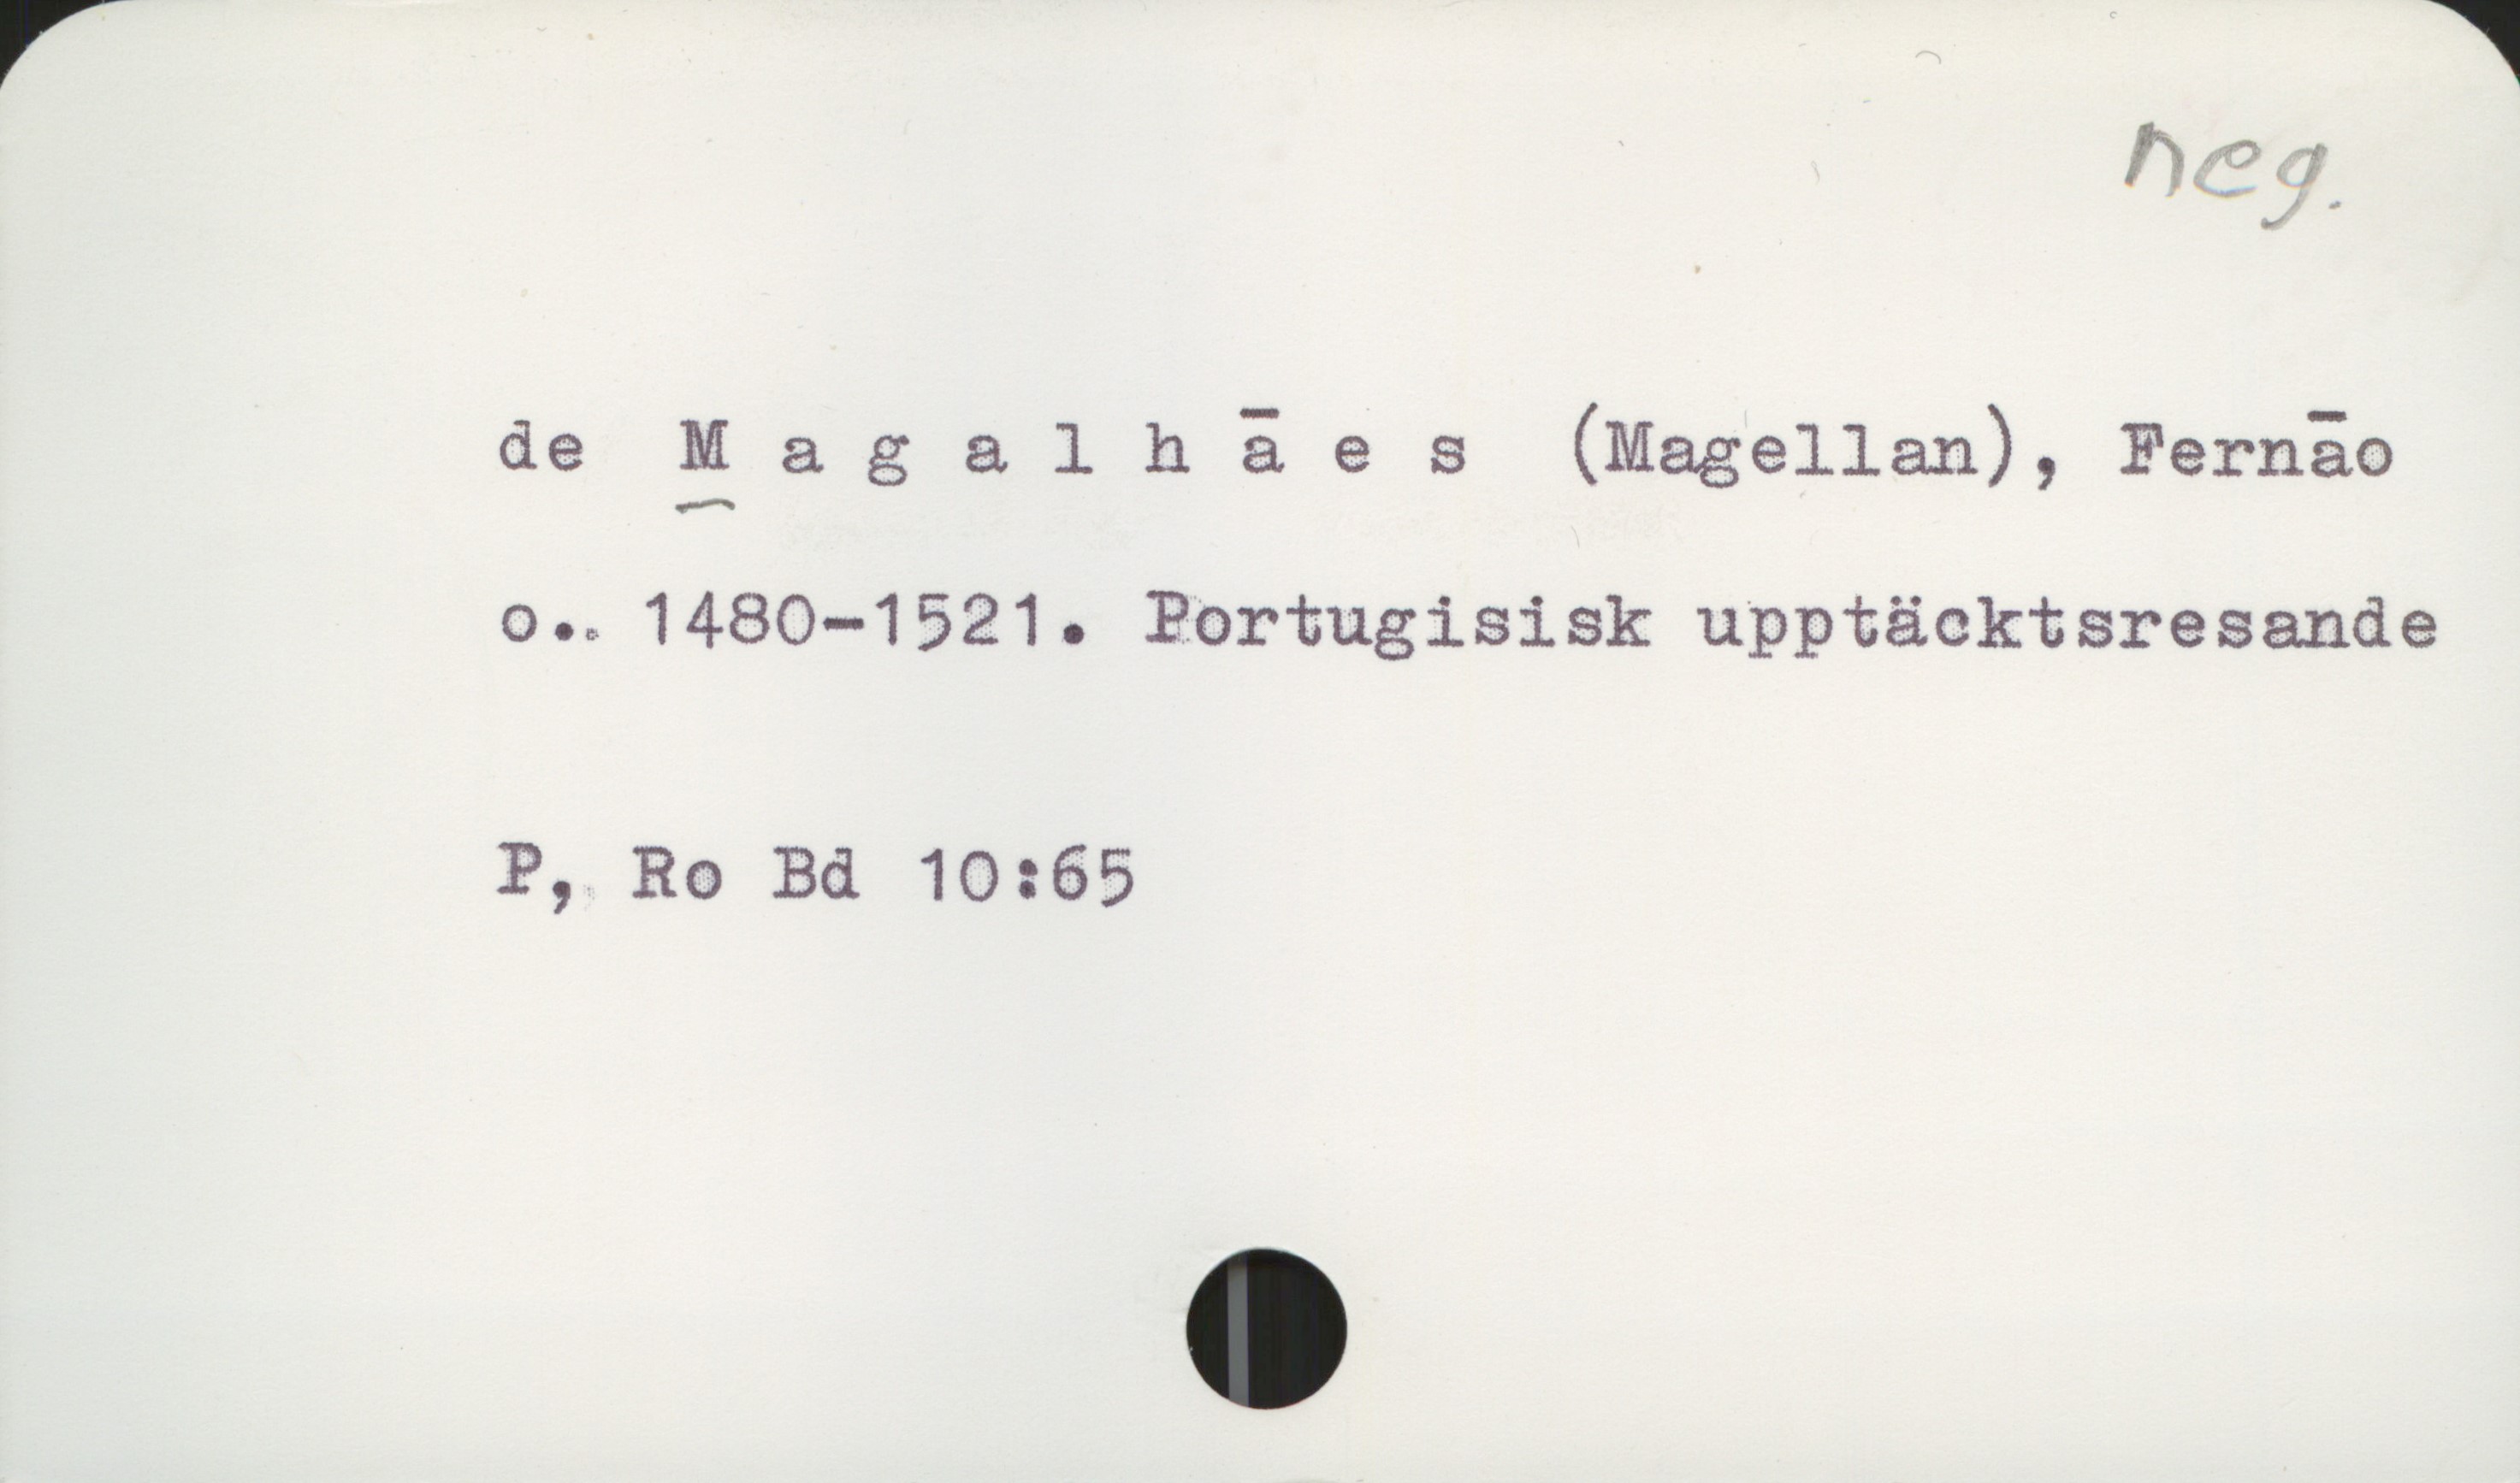 neg.
de M a g a l h ā e s (Magellan), Fernāo
o.. 1480-1521. Portugisisk upptäcktsresande
P, Ro Bd 10:65